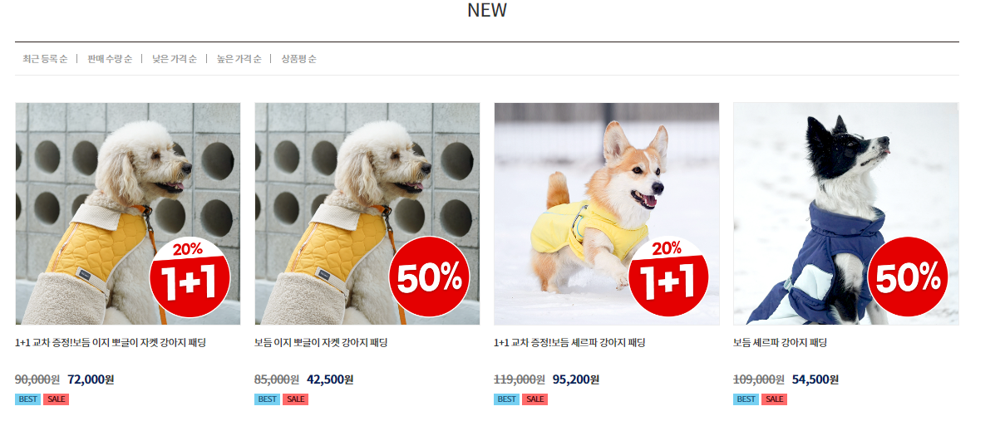 NEW
최근 등록 순 | 판매 수량 순 | 낮은 가격 순 | 높은 가격 순 | 상품평 순
20%
1+1
50%
20%
1+1
50%
1+1 교차 증정!보듬 이지 뽀글이 자켓 강아지 패딩
보듬 이지 뽀글이 자켓 강아지 패딩
1+1 교차 증정!보듬 셰르파 강아지 패딩
보듬 셰르파 강아지 패딩
90,000원 72,000원
85,000원 42,500원
119,000원 95,200원
109,000원 54,500원
BEST SALE
BEST SALE
BEST SALE
BEST SALE